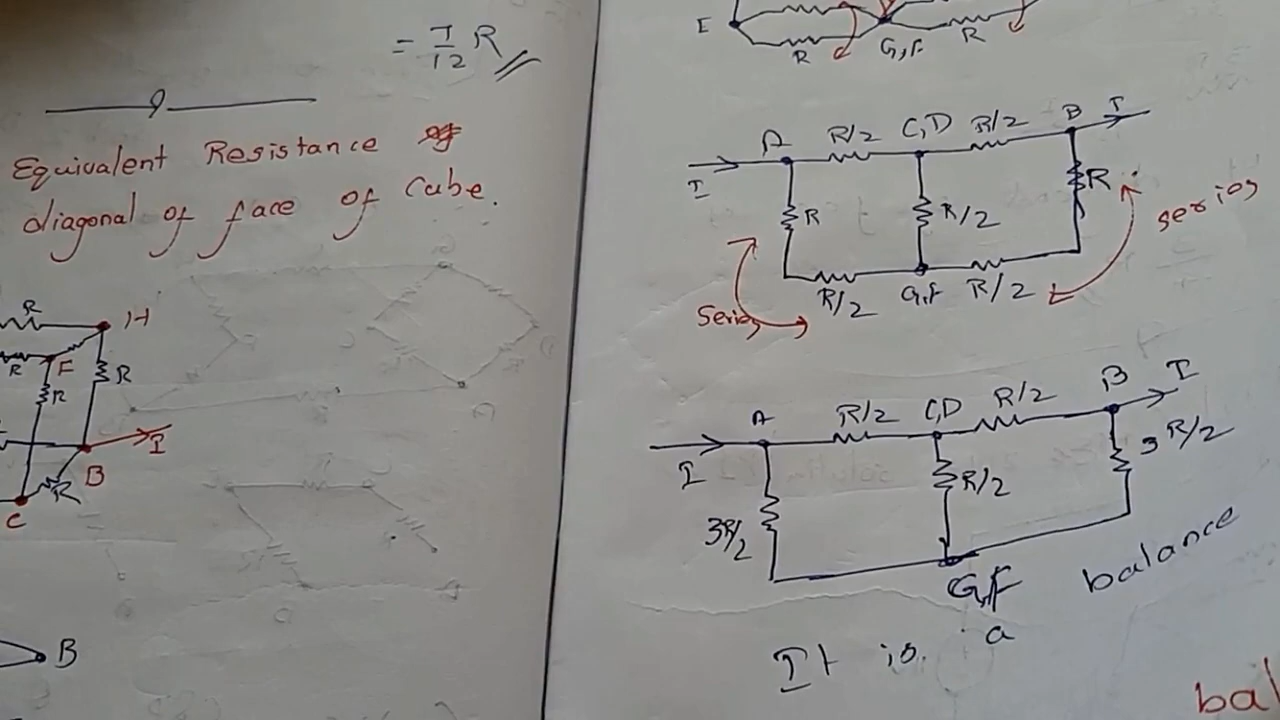 = 7/12 R
Equivalent Resistance of
diagonal of face of Cube.
R
H
R
F
R
R
I
B
R
C
B
E
R
G,F
R
A
R/2
C,D
R/2
B
I
I
R
R/2
R
series
Series
R/2
G,F
R/2
A
R/2
C,D
R/2
B
I
I
3R/2
R/2
3R/2
G,F
It is a balance
bal